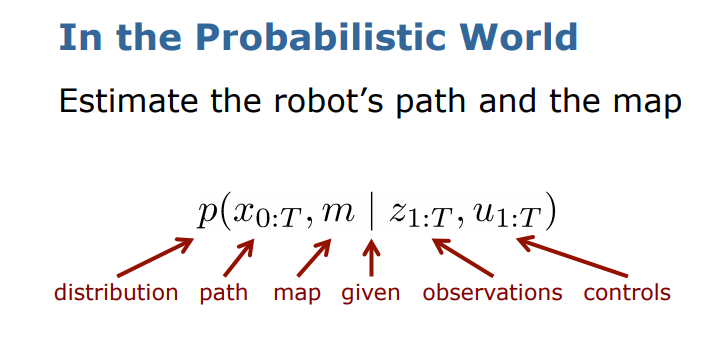 In the Probabilistic World
Estimate the robot’s path and the map
p(x₀:T, m | z₁:T, u₁:T)
distribution path map given observations controls